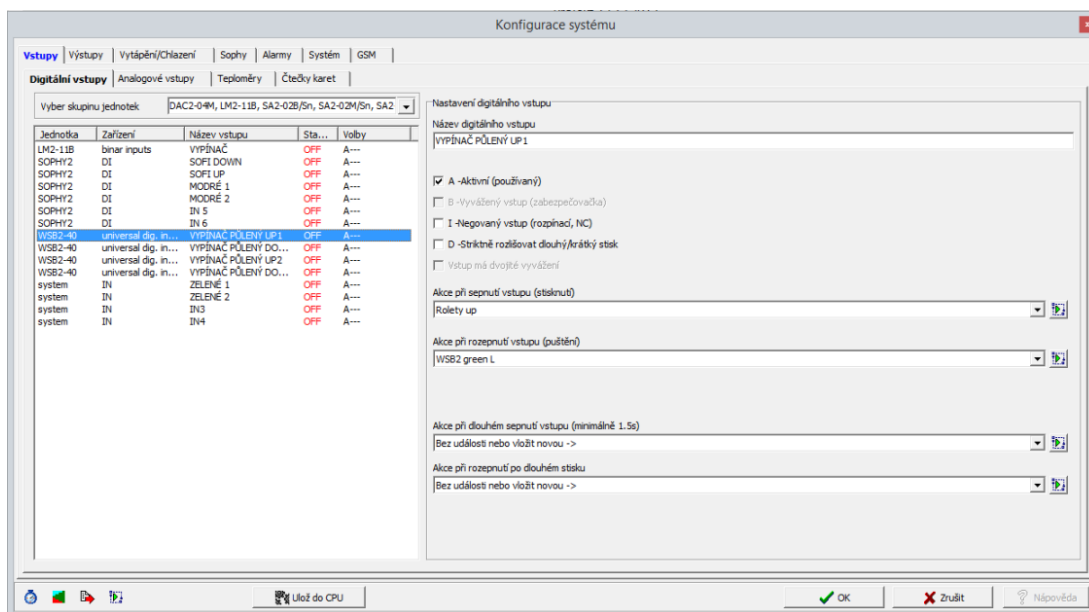 Konfigurace systému
Vstupy Výstupy Vytápění/Chlazení Sophy Alarmy Systém GSM
Digitální vstupy Analogové vstupy Teploměry Čtečky karet
Vyber skupinu jednotek DAC2-04M, LM2-11B, SA2-02B/Sn, SA2-02M/Sn, SA2
Jednotka Zařízení Název vstupu Sta... Volby
LM2-11B binar inputs VYPÍNAČ OFF A---
SOPHY2 DI SOFI DOWN OFF A---
SOPHY2 DI SOFI UP OFF A---
SOPHY2 DI MODRÉ 1 OFF A---
SOPHY2 DI MODRÉ 2 OFF A---
SOPHY2 DI IN 5 OFF A---
SOPHY2 DI IN 6 OFF A---
WSB2-40 universal dig. in... VYPÍNAČ PŮLENÝ UP1 OFF A---
WSB2-40 universal dig. in... VYPÍNAČ PŮLENÝ DO... OFF A---
WSB2-40 universal dig. in... VYPÍNAČ PŮLENÝ UP2 OFF A---
WSB2-40 universal dig. in... VYPÍNAČ PŮLENÝ DO... OFF A---
system IN ZELENÉ 1 OFF A---
system IN ZELENÉ 2 OFF A---
system IN IN3 OFF A---
system IN IN4 OFF A---
Nastavení digitálního vstupu
Název digitálního vstupu
VYPÍNAČ PŮLENÝ UP1
A -Aktivní (používaný)
B -Vyvážený vstup (zabezpečovačka)
I -Negovaný vstup (rozpínací, NC)
D -Striktně rozlišovat dlouhý/krátký stisk
Vstup má dvojité vyvážení
Akce při sepnutí vstupu (stisknutí)
Rolety up
Akce při rozepnutí vstupu (puštění)
WSB2 green L
Akce při dlouhém sepnutí vstupu (minimálně 1.5s)
Bez události nebo vložit novou ->
Akce při rozepnutí po dlouhém stisku
Bez události nebo vložit novou ->
Ulož do CPU OK Zrušit Nápověda